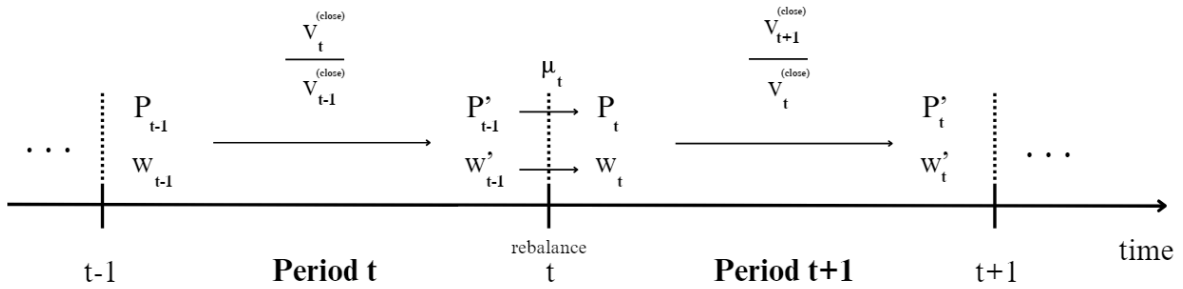 V_t^(close) V_{t+1}^(close)
V_{t-1}^(close) μ_t V_t^(close)
P_{t-1} P'_{t-1} P_t P'_t
. . . . . .
w_{t-1} w'_{t-1} w_t w'_t
rebalance
time
t-1 Period t t Period t+1 t+1